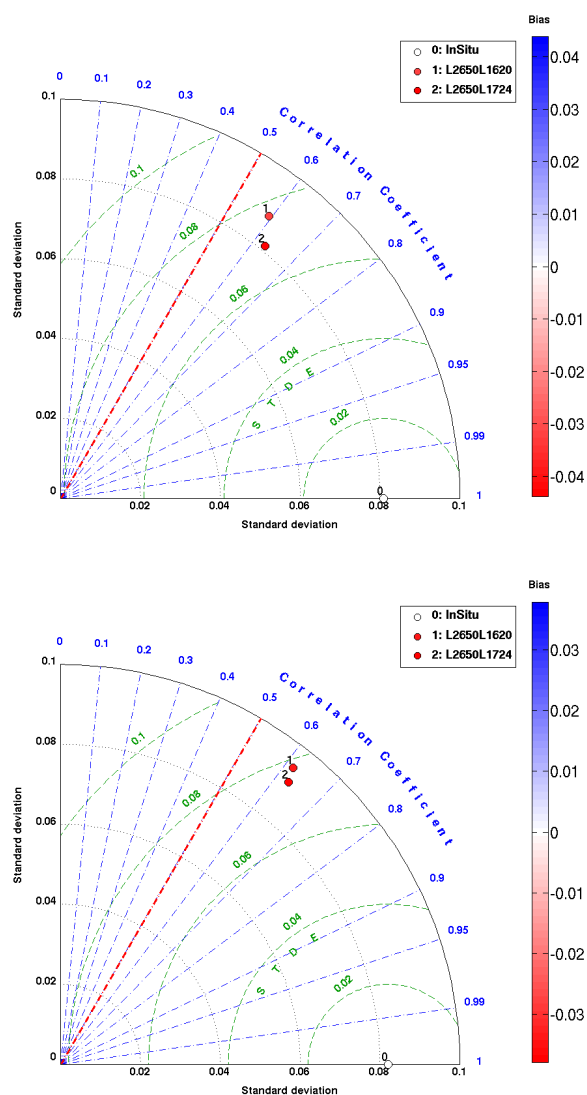 Bias
0: InSitu
1: L2650L1620
2: L2650L1724
0.04
0.03
0.02
0.01
0
-0.01
-0.02
-0.03
-0.04
0 0.1 0.2 0.3 0.4 0.5 0.6 0.7 0.8 0.9 0.95 0.99 1
Correlation Coefficient
0.1
0.08
0.06
0.04
0.02
0
Standard deviation
0.1
0.08
0.06
0.04
0.02
STDE
1
2
0
0.02 0.04 0.06 0.08 0.1
Standard deviation
Bias
0: InSitu
1: L2650L1620
2: L2650L1724
0.03
0.02
0.01
0
-0.01
-0.02
-0.03
0 0.1 0.2 0.3 0.4 0.5 0.6 0.7 0.8 0.9 0.95 0.99 1
Correlation Coefficient
0.1
0.08
0.06
0.04
0.02
0
Standard deviation
0.1
0.08
0.06
0.04
0.02
STDE
1
2
0
0.02 0.04 0.06 0.08 0.1
Standard deviation